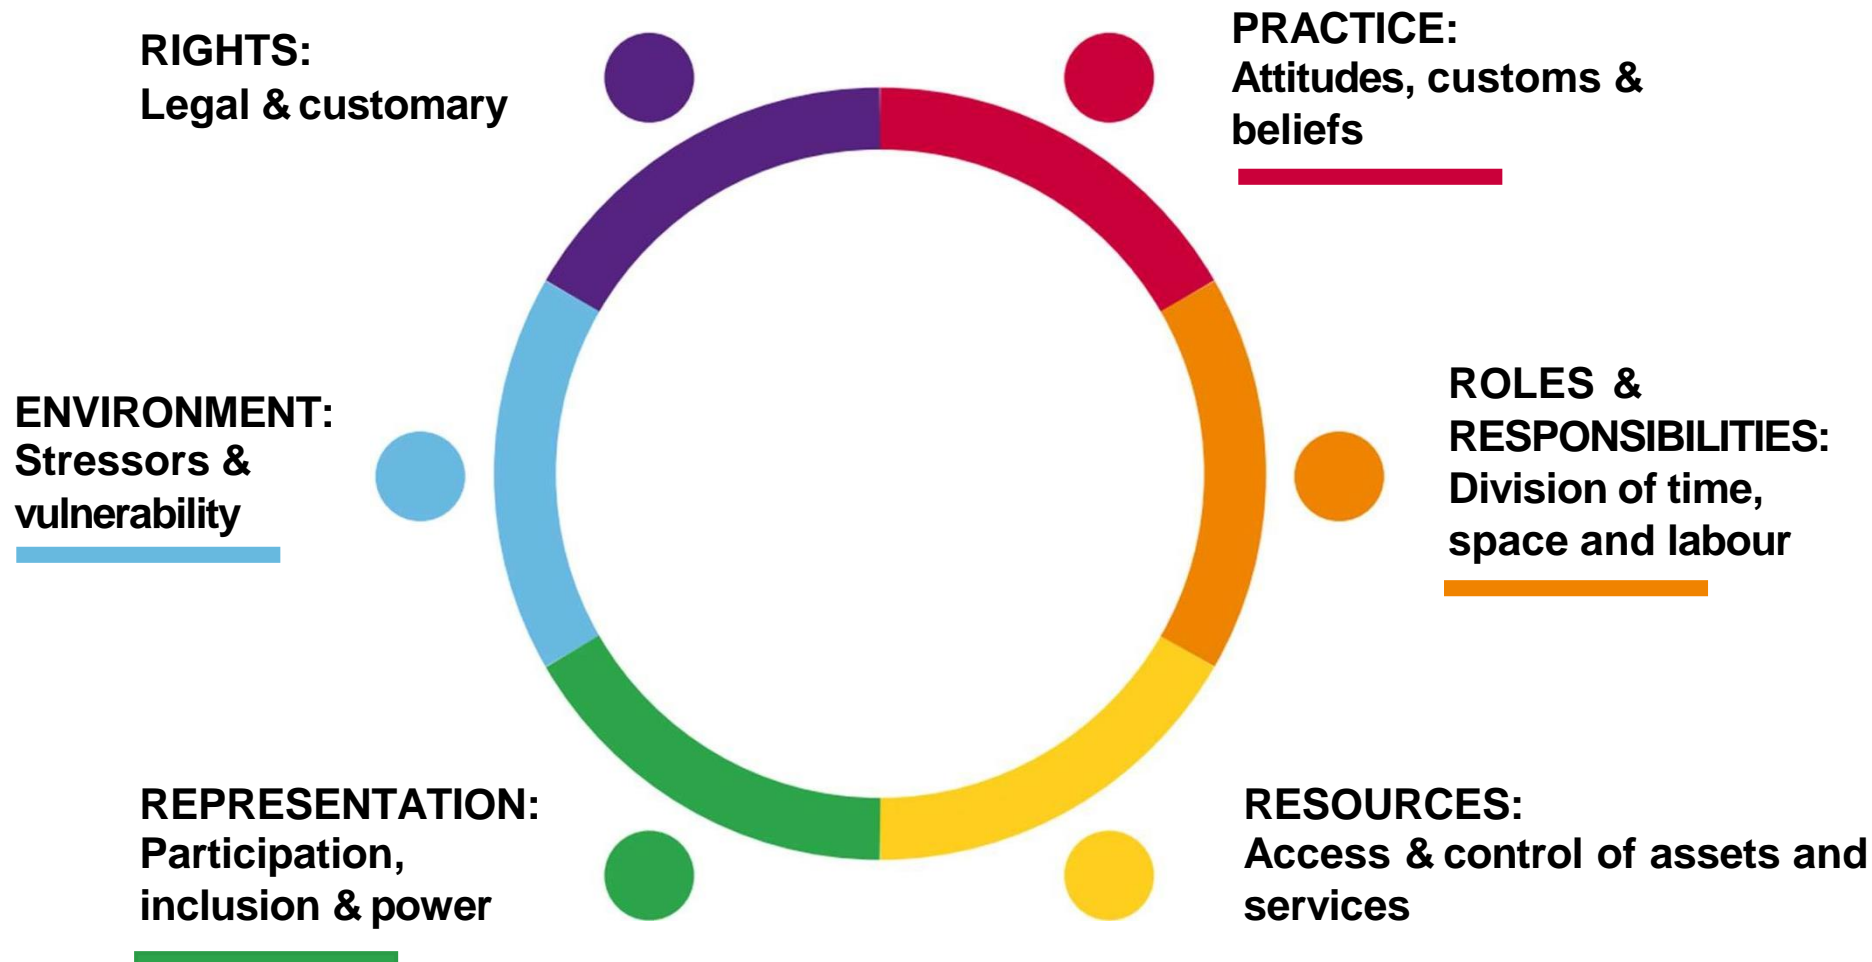 RIGHTS:
Legal & customary
PRACTICE:
Attitudes, customs &
beliefs
ENVIRONMENT:
Stressors &
vulnerability
ROLES &
RESPONSIBILITIES:
Division of time,
space and labour
REPRESENTATION:
Participation,
inclusion & power
RESOURCES:
Access & control of assets and
services